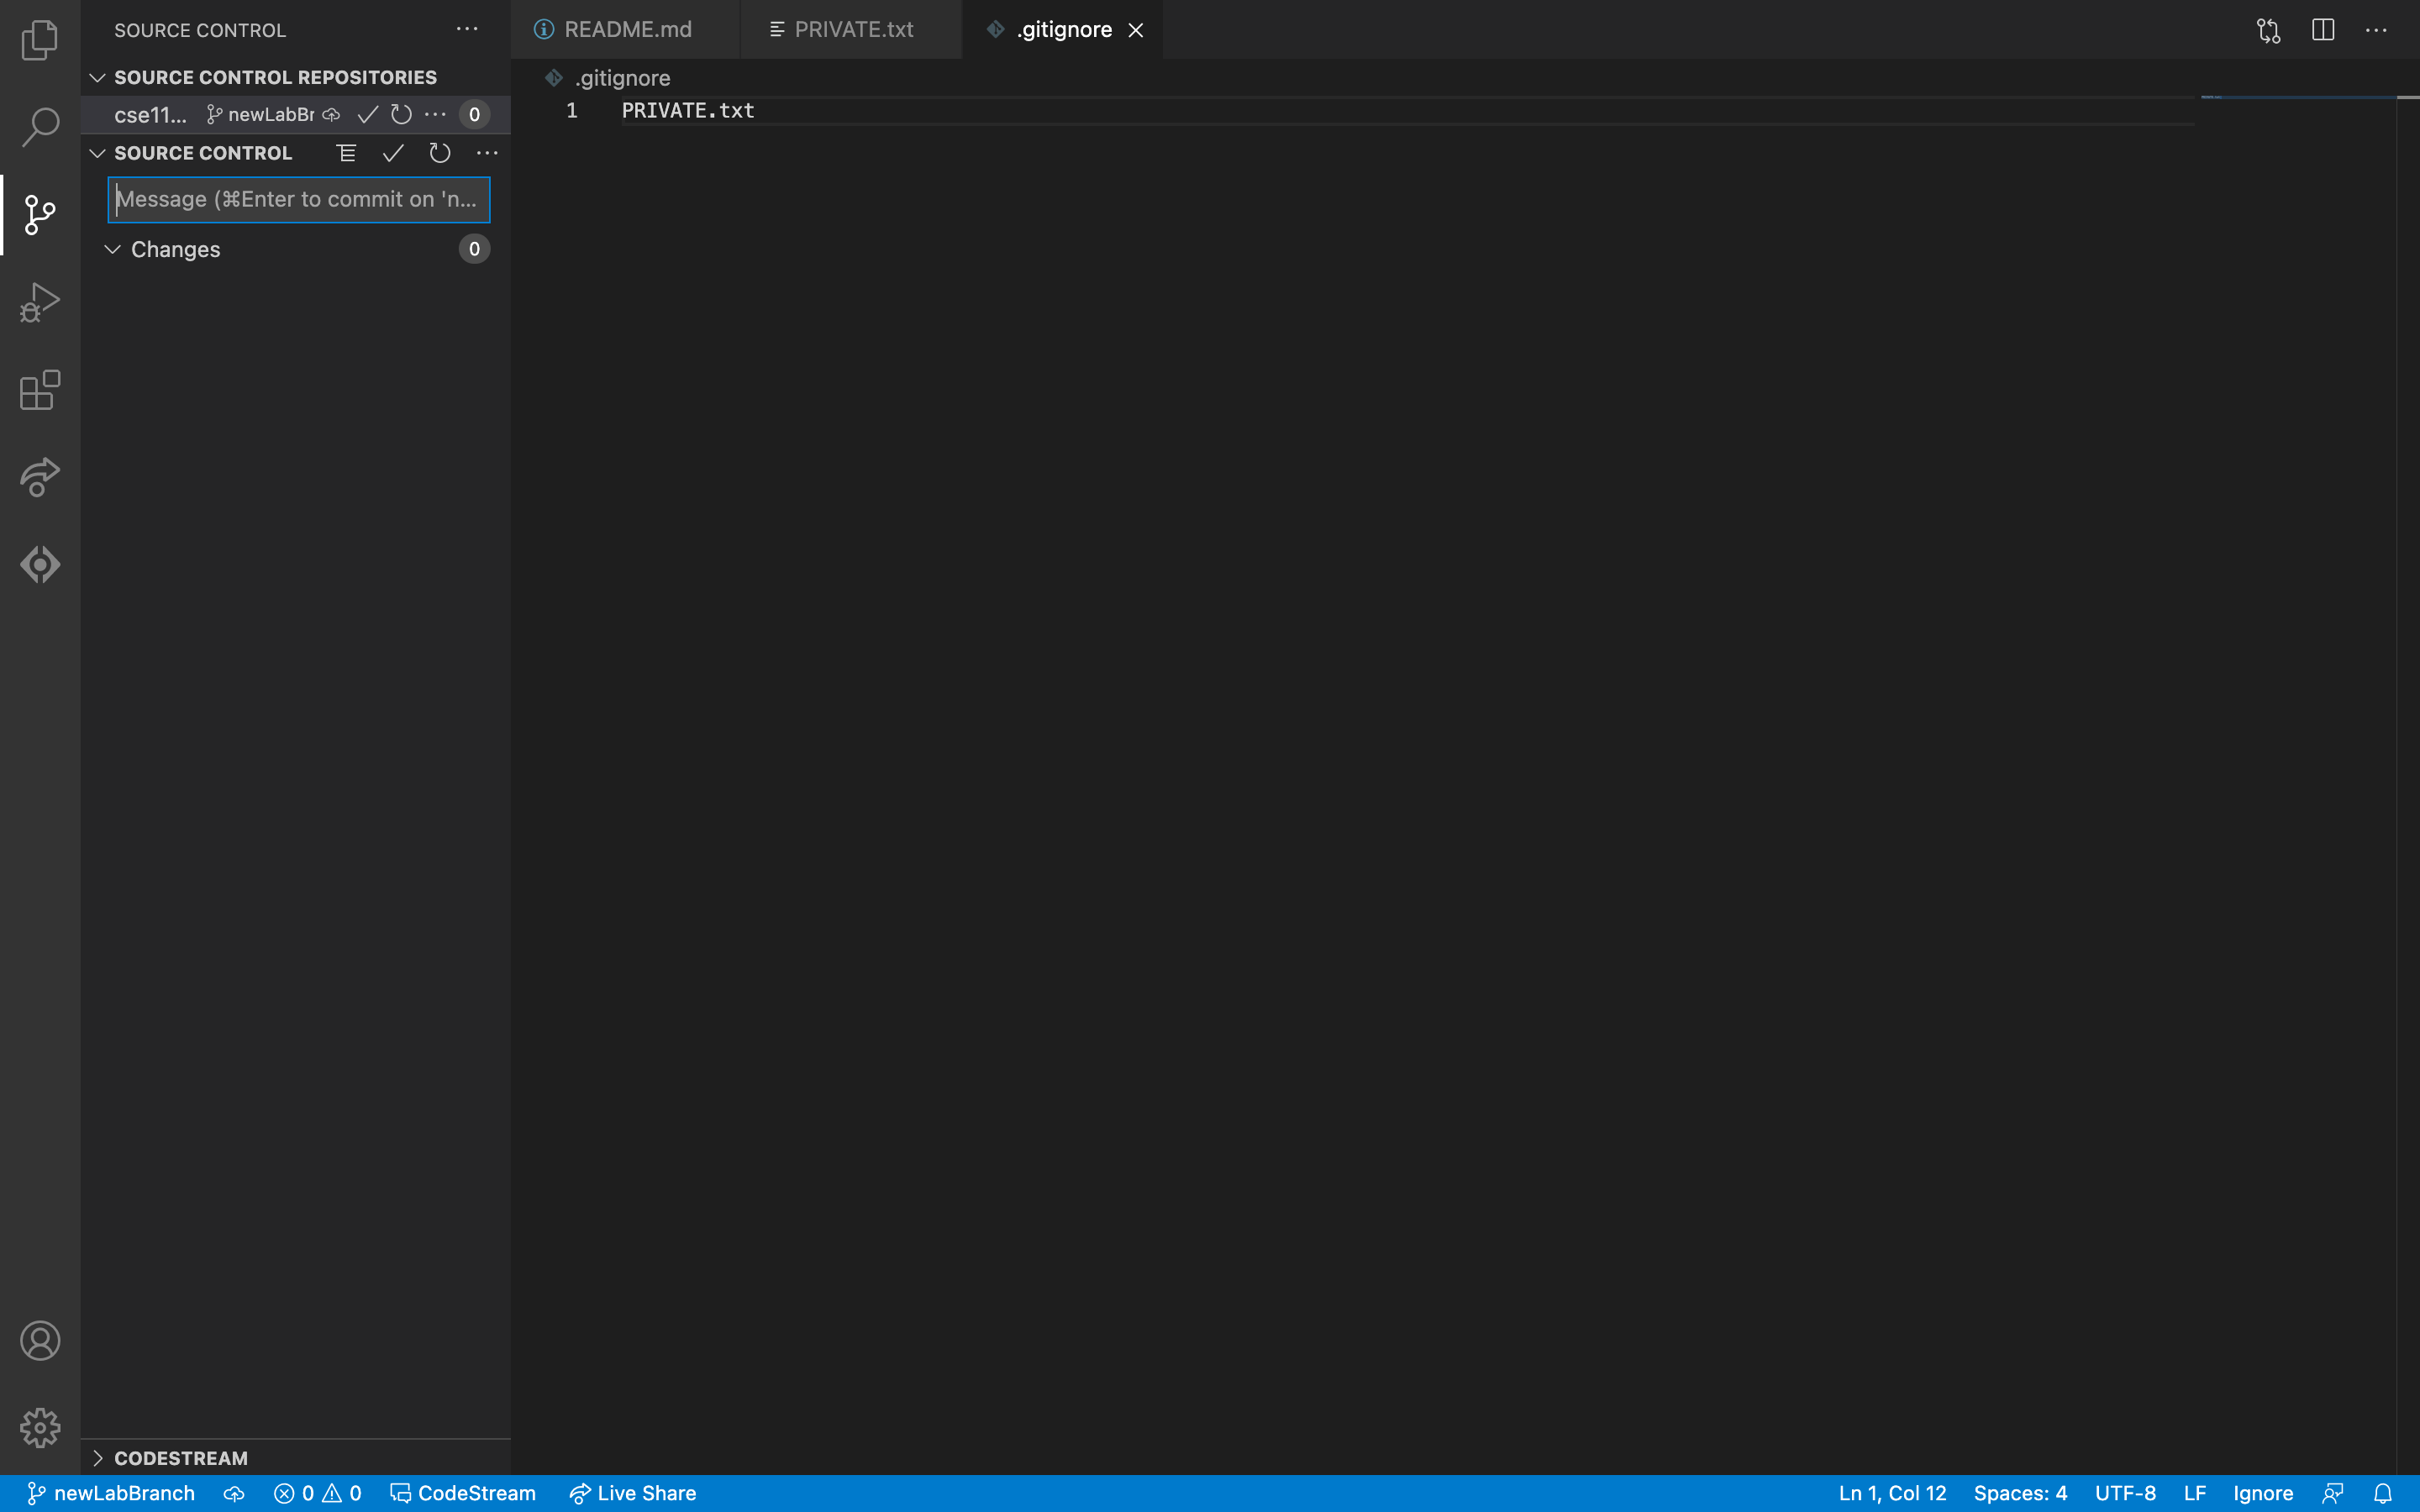 SOURCE CONTROL
README.md
PRIVATE.txt
.gitignore
SOURCE CONTROL REPOSITORIES
.gitignore
cse11... newLabBr 0
1 PRIVATE.txt
SOURCE CONTROL
Message (⌘Enter to commit on 'n...
Changes 0
CODESTREAM
newLabBranch 0 0 CodeStream Live Share Ln 1, Col 12 Spaces: 4 UTF-8 LF Ignore